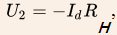 U₂ = −I_d R_H,